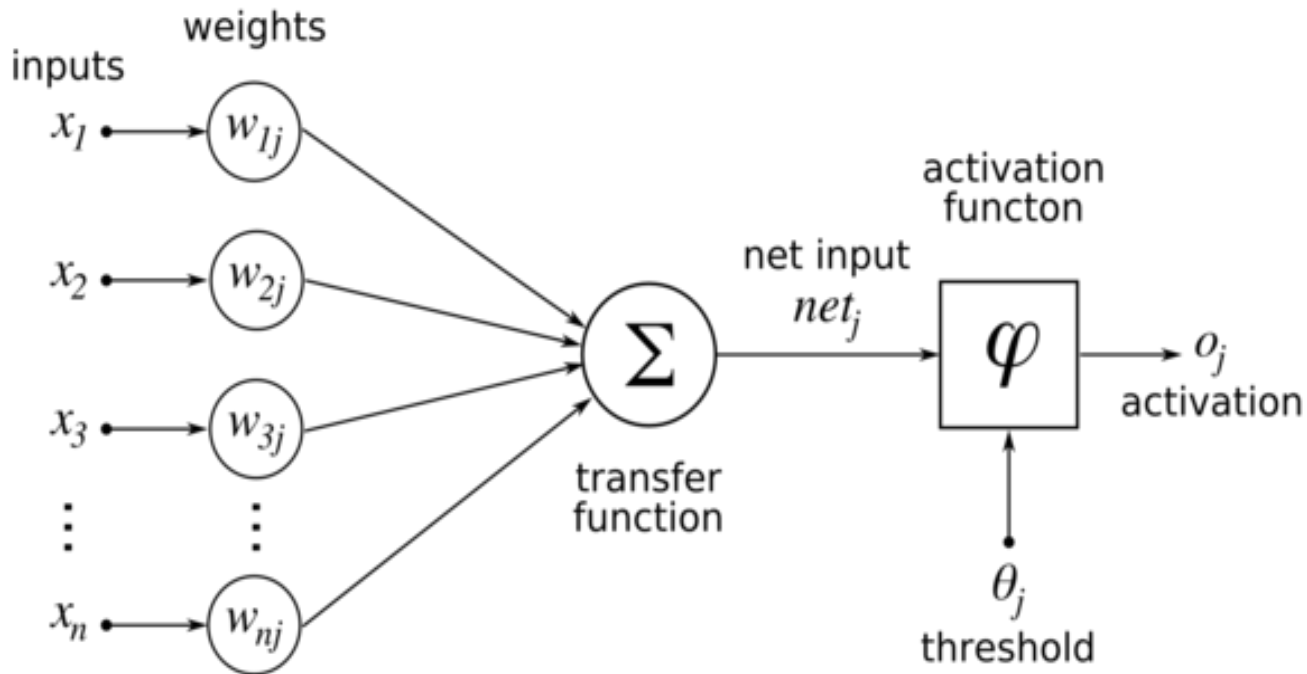 weights
inputs
x₁
w₁ⱼ
x₂
w₂ⱼ
x₃
w₃ⱼ
⋮
⋮
xₙ
wₙⱼ
Σ
transfer
function
net input
netⱼ
activation
functon
φ
oⱼ
activation
θⱼ
threshold